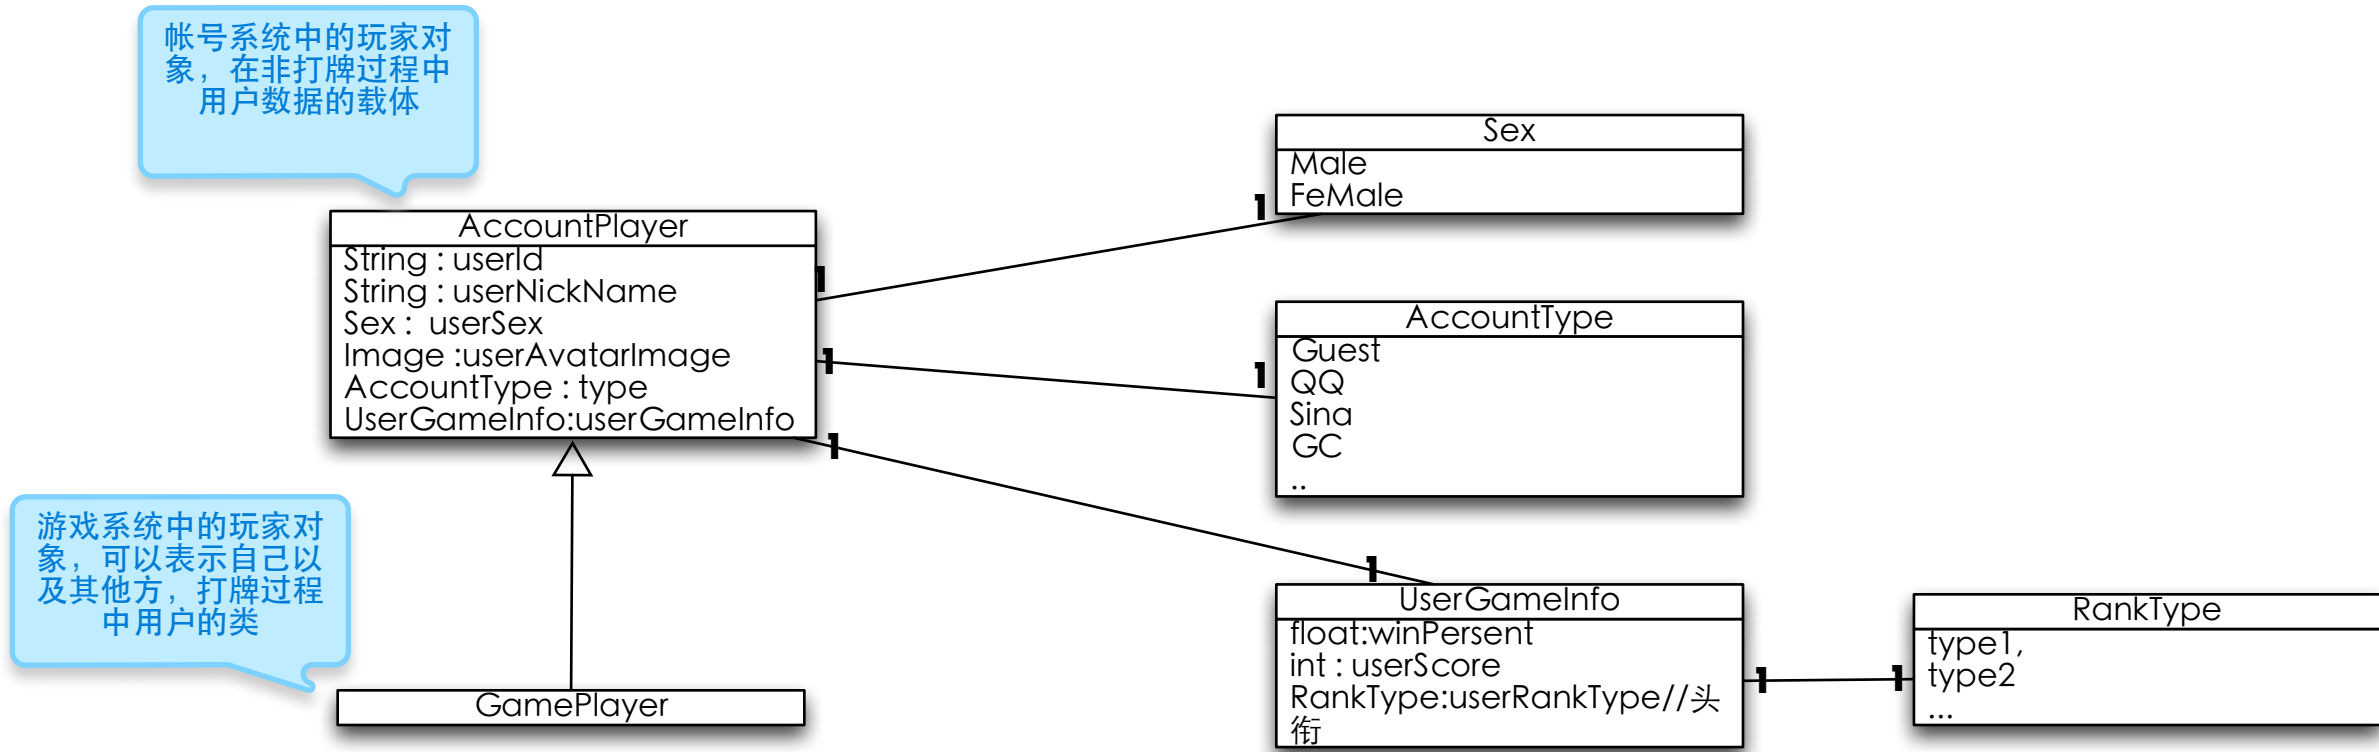 帐号系统中的玩家对
象，在非打牌过程中
用户数据的载体
Sex
Male
FeMale
1
AccountPlayer
String : userId
String : userNickName
Sex :  userSex
Image :userAvatarImage
AccountType : type
UserGameInfo:userGameInfo
1
1
1
AccountType
Guest
QQ
Sina
GC
..
1
游戏系统中的玩家对
象，可以表示自己以
及其他方，打牌过程
中用户的类
GamePlayer
1
UserGameInfo
float:winPersent
int : userScore
RankType:userRankType//头
衔
1
1
RankType
type1,
type2
...